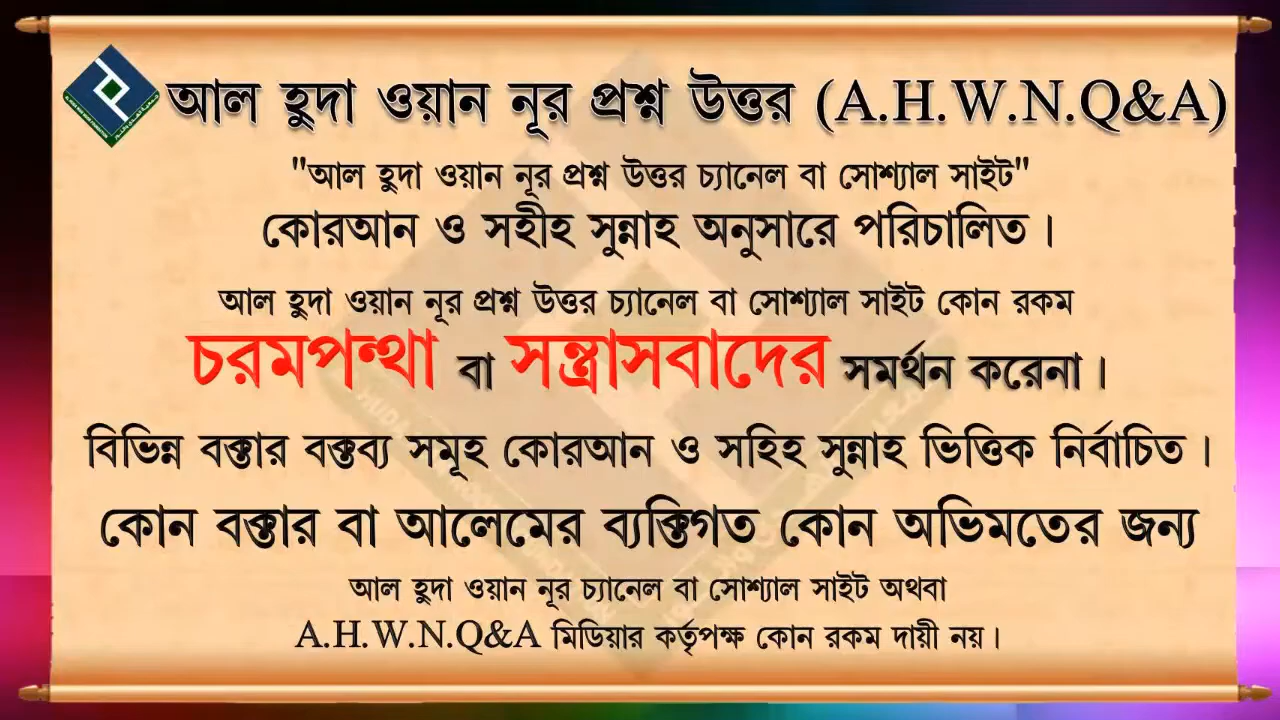 আল হুদা ওয়ান নূর প্রশ্ন উত্তর (A.H.W.N.Q&A)
"আল হুদা ওয়ান নূর প্রশ্ন উত্তর চ্যানেল বা সোশ্যাল সাইট"
কোরআন ও সহীহ সুন্নাহ অনুসারে পরিচালিত।
আল হুদা ওয়ান নূর প্রশ্ন উত্তর চ্যানেল বা সোশ্যাল সাইট কোন রকম
চরমপন্থা বা সন্ত্রাসবাদের সমর্থন করেনা।
বিভিন্ন বক্তার বক্তব্য সমূহ কোরআন ও সহিহ সুন্নাহ ভিত্তিক নির্বাচিত।
কোন বক্তার বা আলেমের ব্যক্তিগত কোন অভিমতের জন্য
আল হুদা ওয়ান নূর চ্যানেল বা সোশ্যাল সাইট অথবা
A.H.W.N.Q&A মিডিয়ার কর্তৃপক্ষ কোন রকম দায়ী নয়।